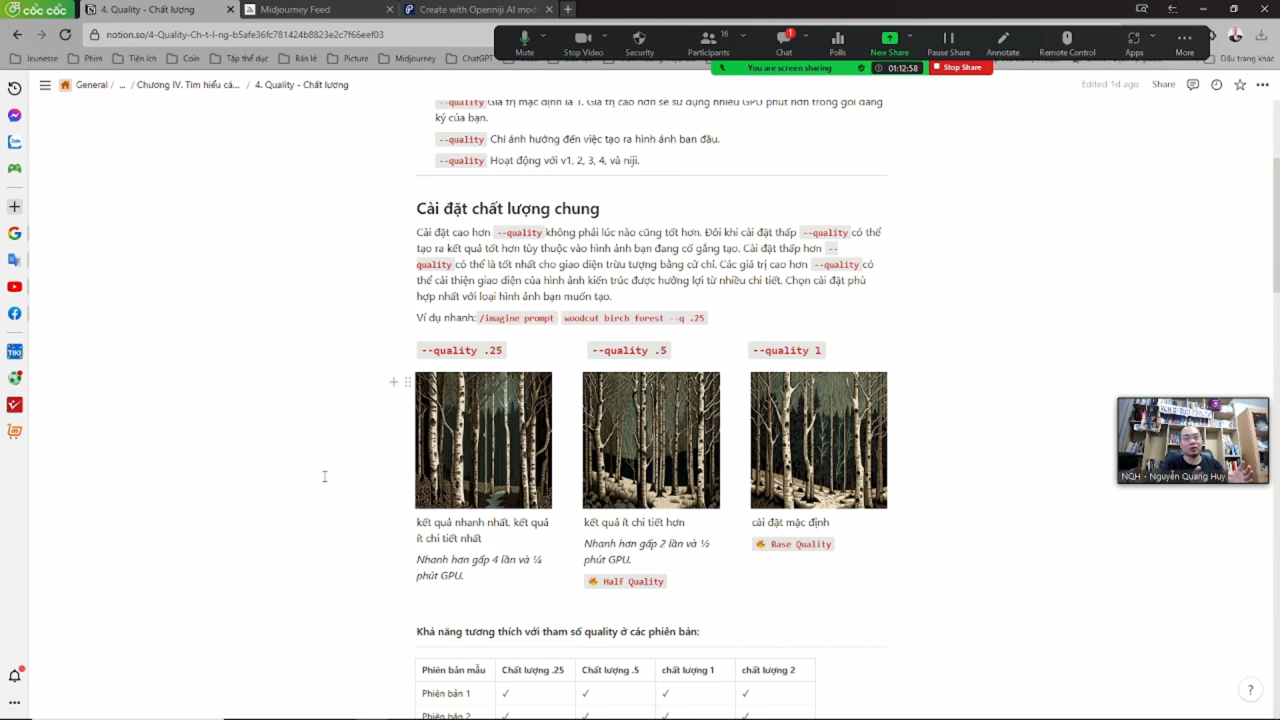 cốc cốc
4. Quality - Chất lượng
Midjourney Feed
Create with Openniji AI mod
notion.so/4-Quality-Ch-t-l-ng-b5afe36fc781424b8823e2c7f66eef03
Mute
Stop Video
Security
16
Participants
1
Chat
Polls
New Share
Pause Share
Annotate
Remote Control
Apps
More
Jeunesse
Phim
Tiện ích
Coin
Tập thể dục
Bán lẻ
Picture
Midjourney
ChatGPT
Dấu trang khác
You are screen sharing
01:12:58
Stop Share
General / ... / Chương IV. Tìm hiểu cá... / 4. Quality - Chất lượng
Edited 1d ago
Share
--quality Giá trị mặc định là 1. Giá trị cao hơn sẽ sử dụng nhiều GPU phút hơn trong gói đăng
ký của bạn.
--quality Chỉ ảnh hưởng đến việc tạo ra hình ảnh ban đầu.
--quality Hoạt động với v1, 2, 3, 4, và niji.
Cài đặt chất lượng chung
Cài đặt cao hơn --quality không phải lúc nào cũng tốt hơn. Đôi khi cài đặt thấp --quality có thể
tạo ra kết quả tốt hơn tùy thuộc vào hình ảnh bạn đang cố gắng tạo. Cài đặt thấp hơn --
quality có thể là tốt nhất cho giao diện trừu tượng bằng cử chỉ. Các giá trị cao hơn --quality có
thể cải thiện giao diện của hình ảnh kiến trúc được hưởng lợi từ nhiều chi tiết. Chọn cài đặt phù
hợp nhất với loại hình ảnh bạn muốn tạo.
Ví dụ nhanh: /imagine prompt woodcut birch forest --q .25
--quality .25
--quality .5
--quality 1
kết quả nhanh nhất, kết quả
ít chi tiết nhất
Nhanh hơn gấp 4 lần và ¼
phút GPU.
kết quả ít chi tiết hơn
Nhanh hơn gấp 2 lần và ½
phút GPU.
Half Quality
cài đặt mặc định
Base Quality
NQH - Nguyễn Quang Huy
Khả năng tương thích với tham số quality ở các phiên bản:
Phiên bản mẫu
Chất lượng .25
Chất lượng .5
chất lượng 1
chất lượng 2
Phiên bản 1 ✓ ✓ ✓ ✓
Phiên bản 2 ✓ ✓ ✓ ✓